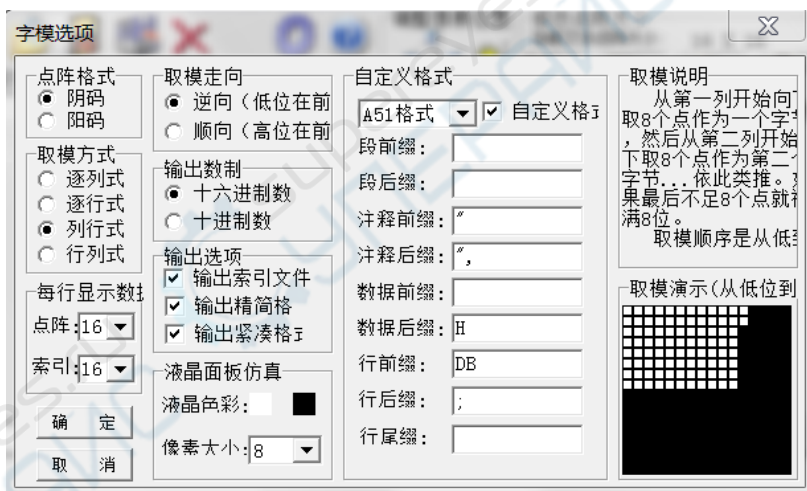 字模选项
点阵格式
阴码
阳码
取模方式
逐列式
逐行式
列行式
行列式
每行显示数据
点阵:16
索引:16
确 定
取 消
取模走向
逆向(低位在前
顺向(高位在前
输出数制
十六进制数
十进制数
输出选项
输出索引文件
输出精简格
输出紧凑格式
液晶面板仿真
液晶色彩:
像素大小:8
自定义格式
A51格式
自定义格式
段前缀:
段后缀:
注释前缀:"
注释后缀:",
数据前缀:
数据后缀:H
行前缀:DB
行后缀:;
行尾缀:
取模说明
从第一列开始向下
取8个点作为一个字节
,然后从第二列开始
下取8个点作为第二个
字节...依此类推。如
果最后不足8个点就补
满8位。
取模顺序是从低到
取模演示(从低位到